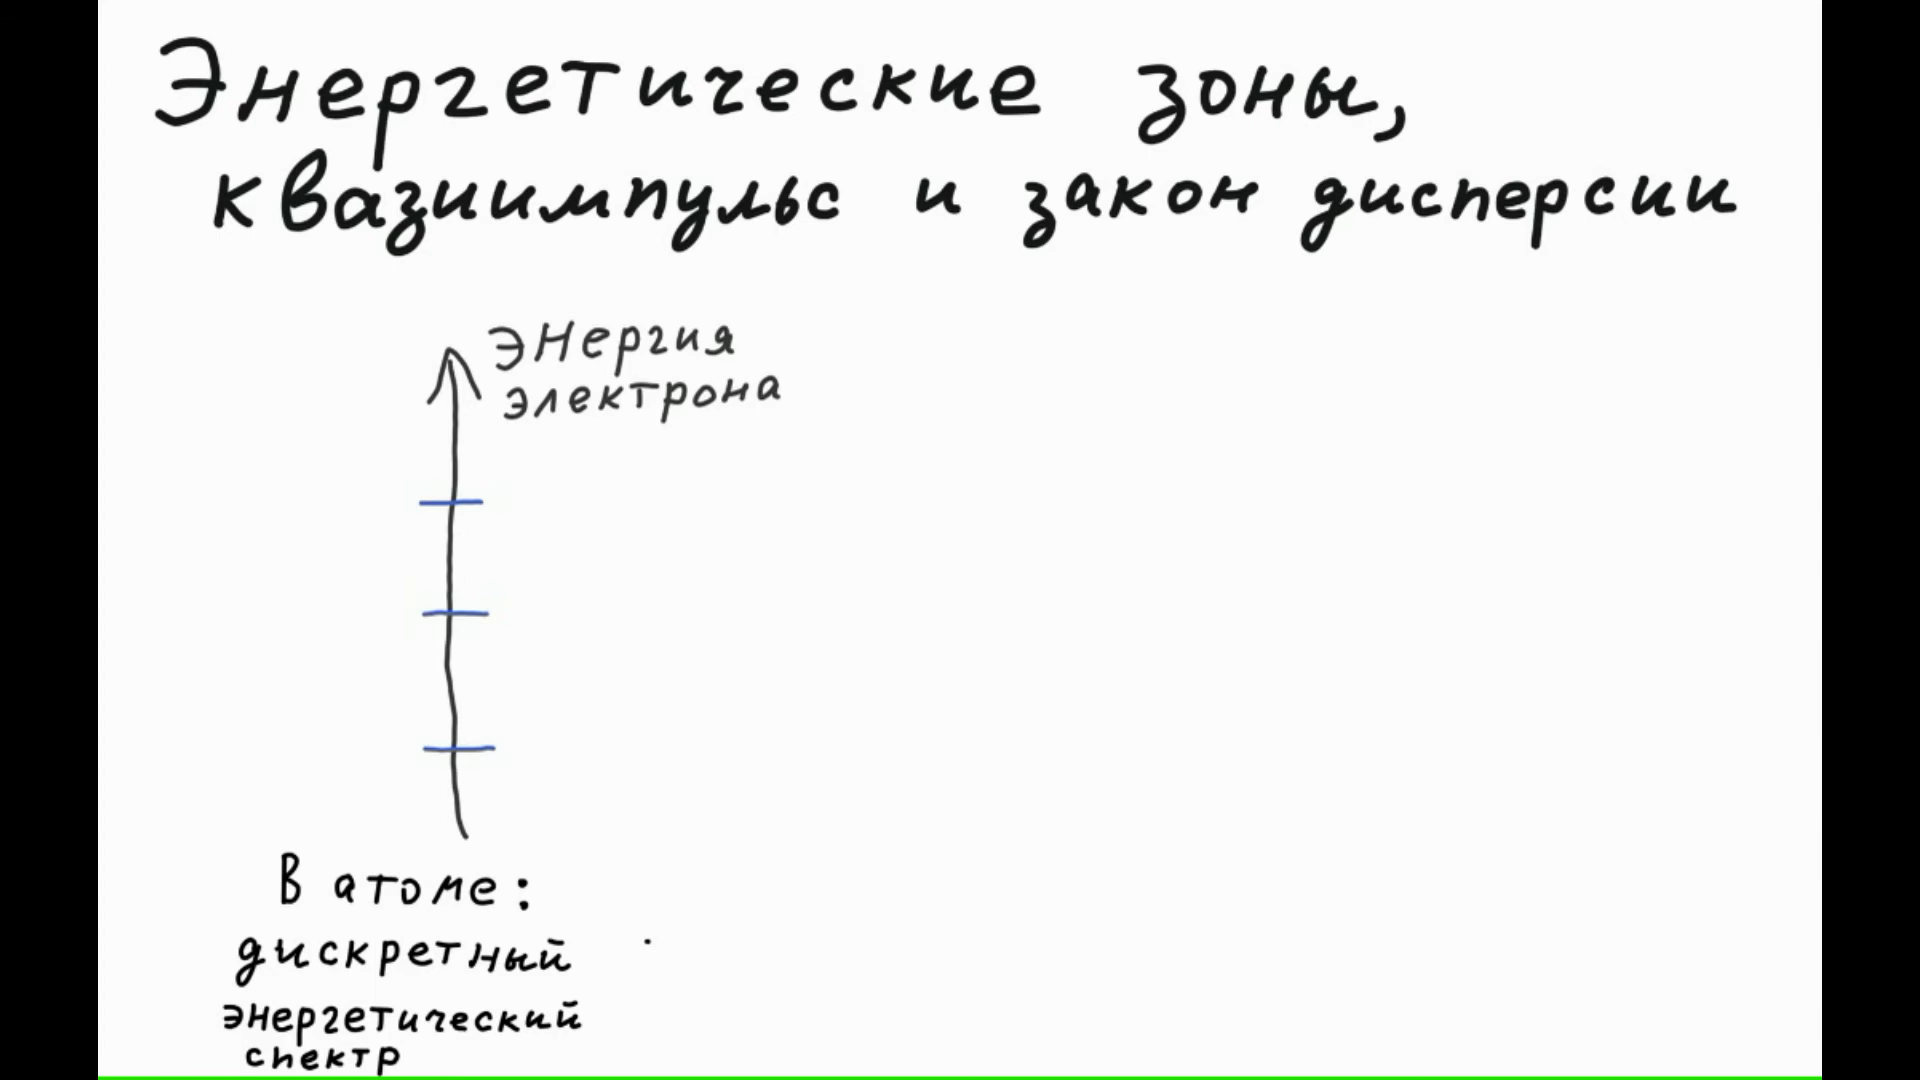 Энергетические зоны,
квазиимпульс и закон дисперсии
Энергия
электрона
В атоме:
дискретный
энергетический
спектр